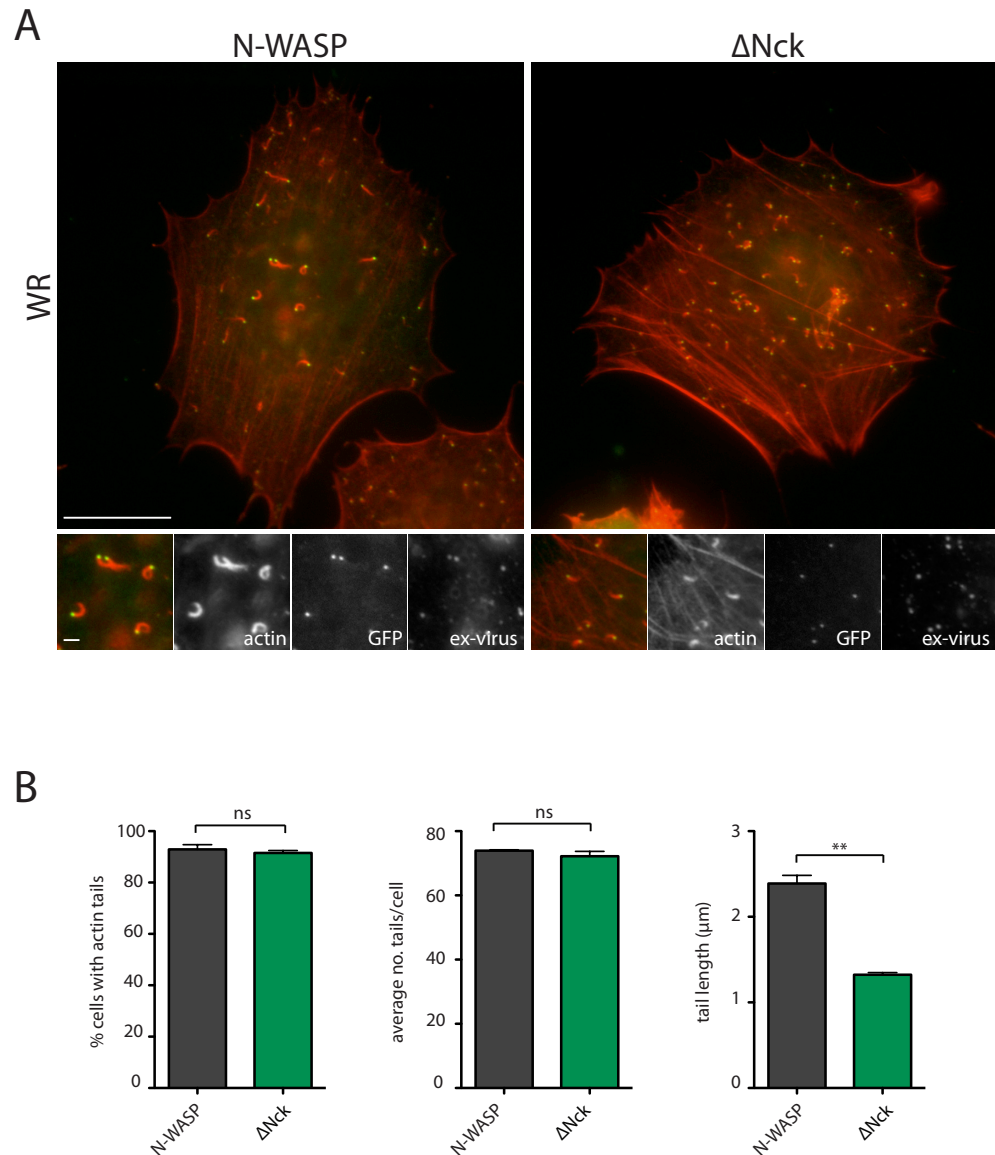 A
N-WASP ΔNck
WR
actin GFP ex-virus actin GFP ex-virus
B
ns
% cells with actin tails
100
80
60
40
20
0
N-WASP ΔNck
ns
average no. tails/cell
80
60
40
20
0
N-WASP ΔNck
**
tail length (µm)
3
2
1
0
N-WASP ΔNck